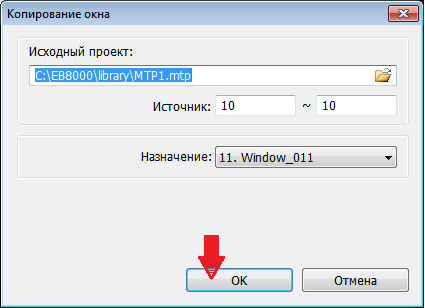 Копирование окна
Исходный проект:
C:\EB8000\library\MTP1.mtp
Источник: 10 ~ 10
Назначение: 11. Window_011
OK Отмена